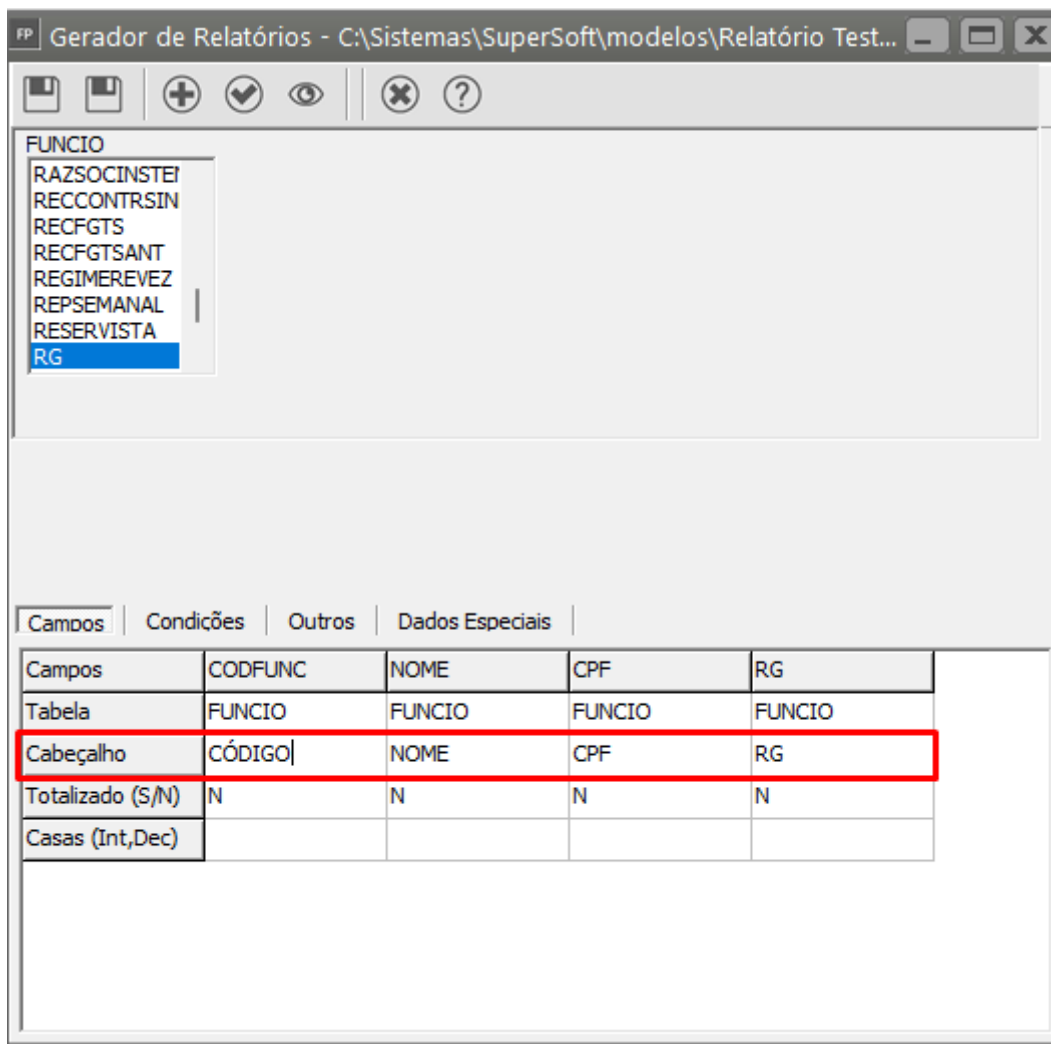 FP Gerador de Relatórios - C:\Sistemas\SuperSoft\modelos\Relatório Test...
FUNCIO
RAZSOCINSTE
RECCONTRSIN
RECFGTS
RECFGTSANT
REGIMEREVEZ
REPSEMANAL
RESERVISTA
RG
Campos Condições Outros Dados Especiais
Campos CODFUNC NOME CPF RG
Tabela FUNCIO FUNCIO FUNCIO FUNCIO
Cabeçalho CÓDIGO NOME CPF RG
Totalizado (S/N) N N N N
Casas (Int,Dec)